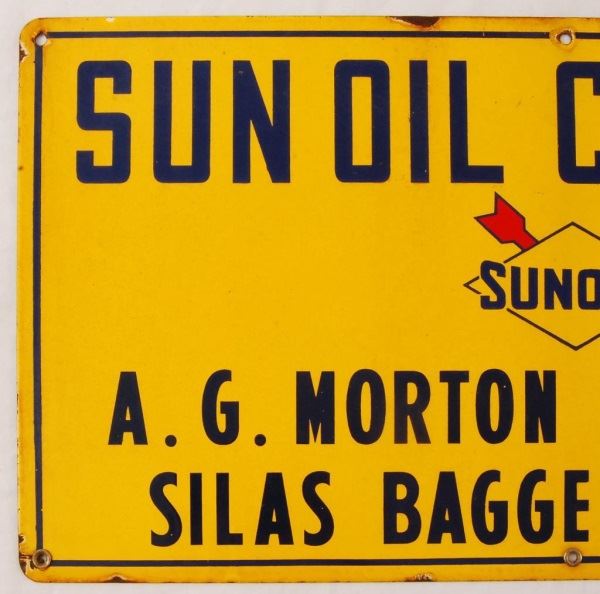 SUN OIL C
SUNO
A. G. MORTON
SILAS BAGGE